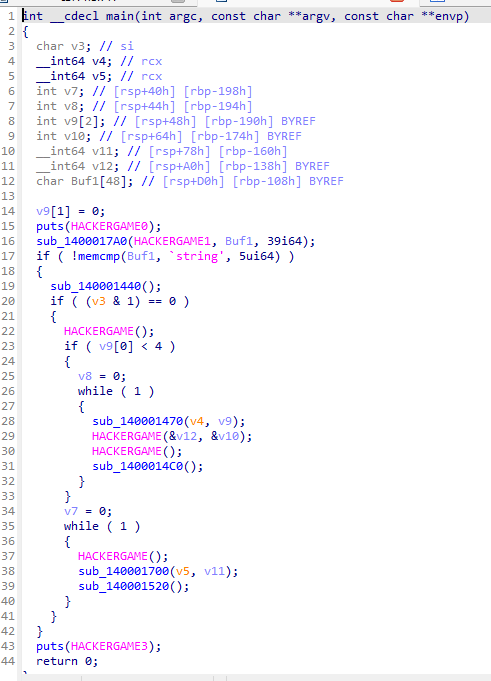 1 int __cdecl main(int argc, const char **argv, const char **envp)
2 {
3 char v3; // si
4 __int64 v4; // rcx
5 __int64 v5; // rcx
6 int v7; // [rsp+40h] [rbp-198h]
7 int v8; // [rsp+44h] [rbp-194h]
8 int v9[2]; // [rsp+48h] [rbp-190h] BYREF
9 int v10; // [rsp+64h] [rbp-174h] BYREF
10 __int64 v11; // [rsp+78h] [rbp-160h]
11 __int64 v12; // [rsp+A0h] [rbp-138h] BYREF
12 char Buf1[48]; // [rsp+D0h] [rbp-108h] BYREF
13
14 v9[1] = 0;
15 puts(HACKERGAME0);
16 sub_1400017A0(HACKERGAME1, Buf1, 39i64);
17 if ( !memcmp(Buf1, `string', 5ui64) )
18 {
19 sub_140001440();
20 if ( (v3 & 1) == 0 )
21 {
22 HACKERGAME();
23 if ( v9[0] < 4 )
24 {
25 v8 = 0;
26 while ( 1 )
27 {
28 sub_140001470(v4, v9);
29 HACKERGAME(&v12, &v10);
30 HACKERGAME();
31 sub_1400014C0();
32 }
33 }
34 v7 = 0;
35 while ( 1 )
36 {
37 HACKERGAME();
38 sub_140001700(v5, v11);
39 sub_140001520();
40 }
41 }
42 }
43 puts(HACKERGAME3);
44 return 0;